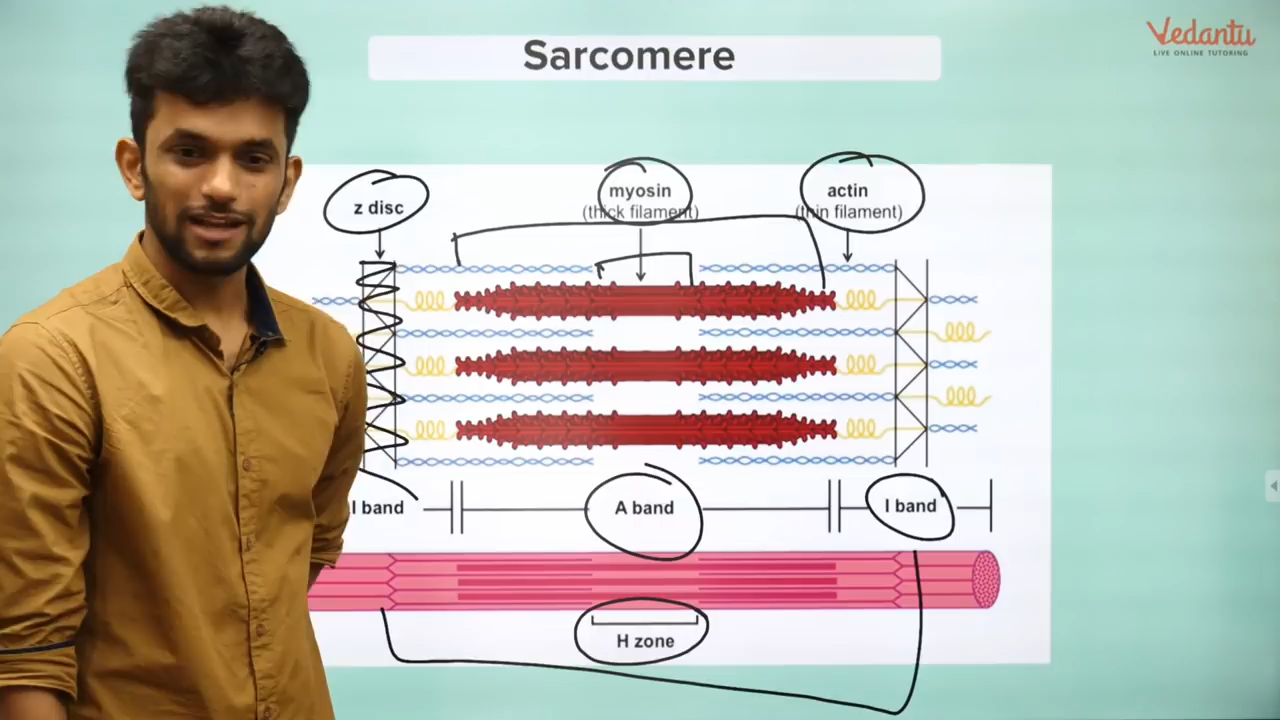 Sarcomere
Vedantu
LIVE ONLINE TUTORING
z disc
myosin
(thick filament)
actin
(thin filament)
I band
A band
I band
H zone